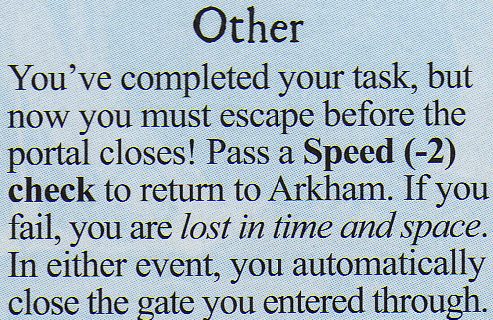 Other
You've completed your task, but
now you must escape before the
portal closes! Pass a Speed (-2)
check to return to Arkham. If you
fail, you are lost in time and space.
In either event, you automatically
close the gate you entered through.